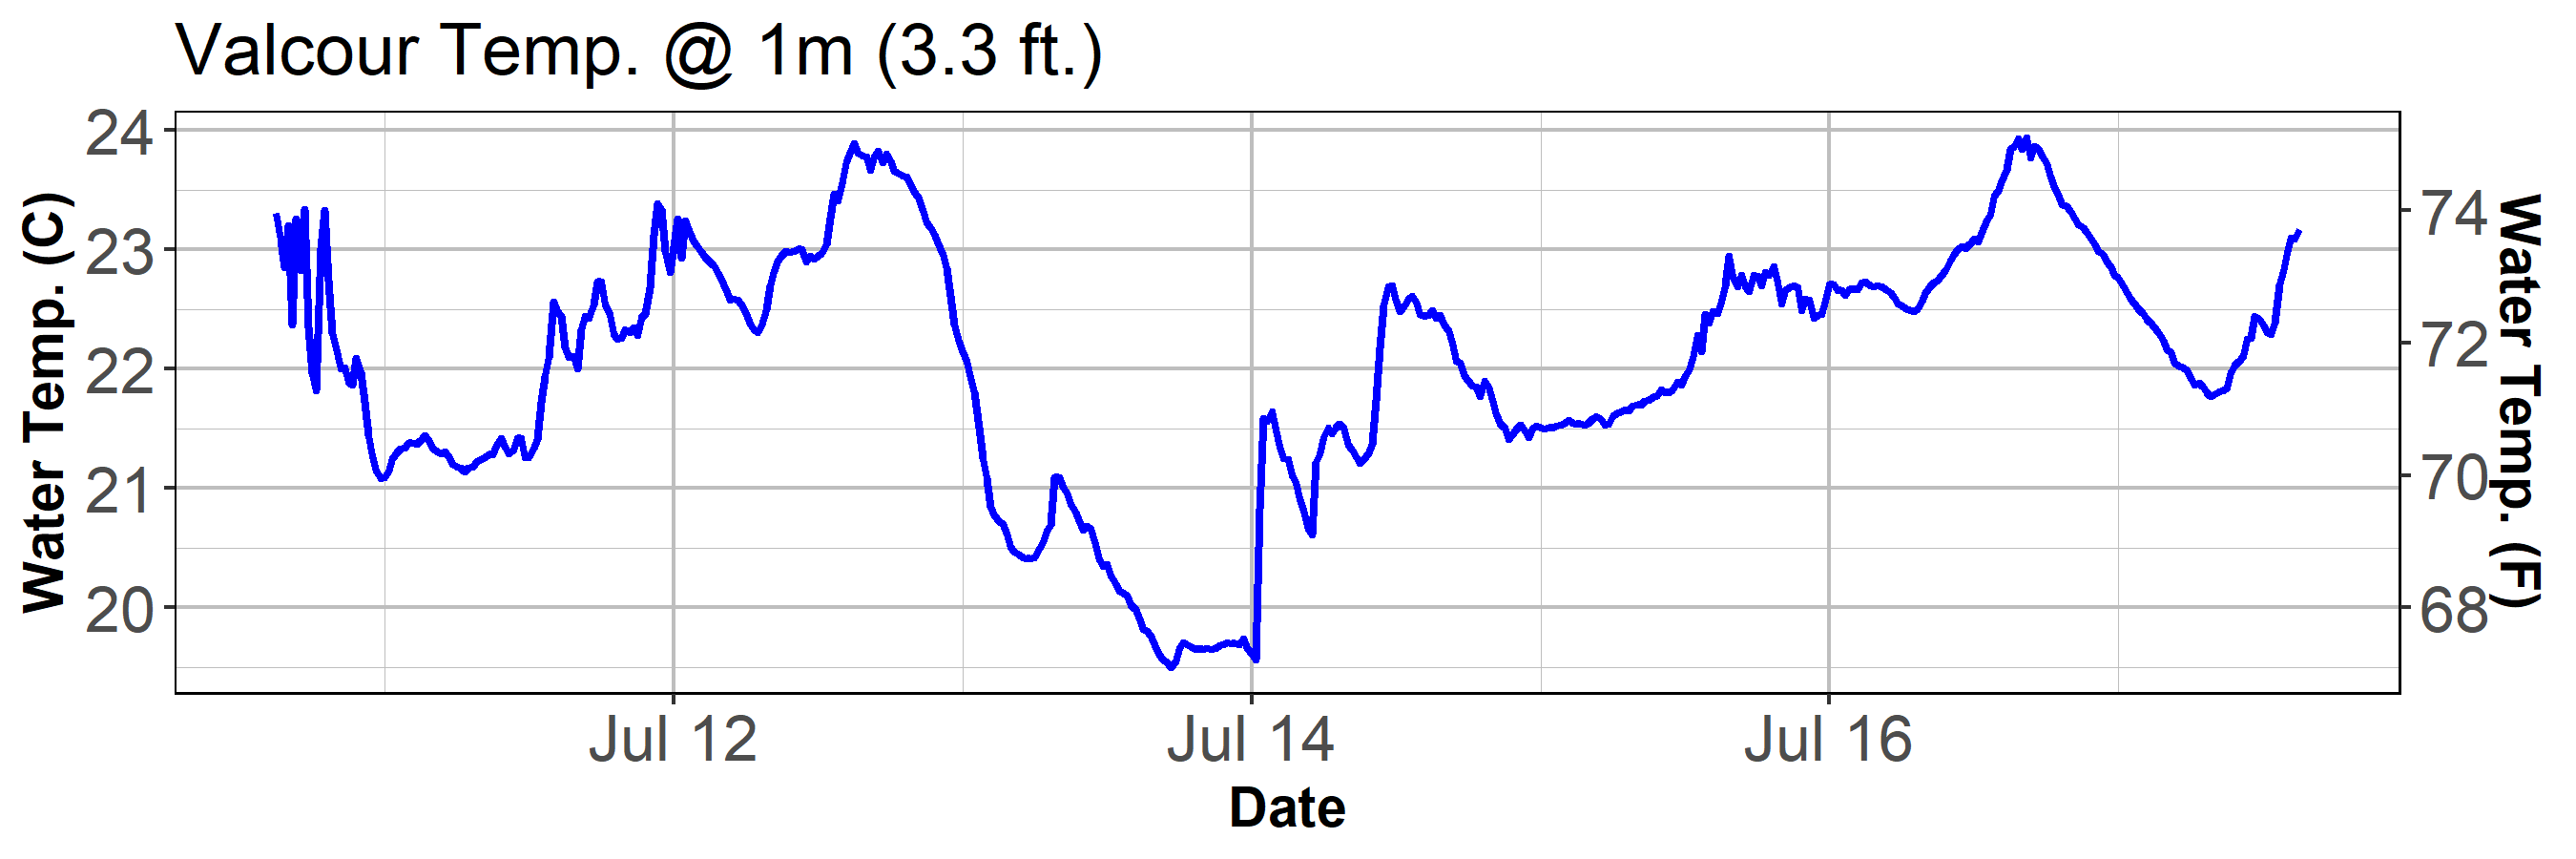 Valcour Temp. @ 1m (3.3 ft.)
Water Temp. (C)
24
23
22
21
20
74
72
70
68
Water Temp. (F)
Jul 12
Jul 14
Jul 16
Date